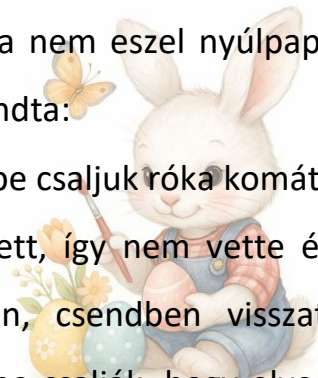 a nem eszel nyúlpap
ndta:
be csaljuk róka komát
ett, így nem vette é
n, csendben visszat